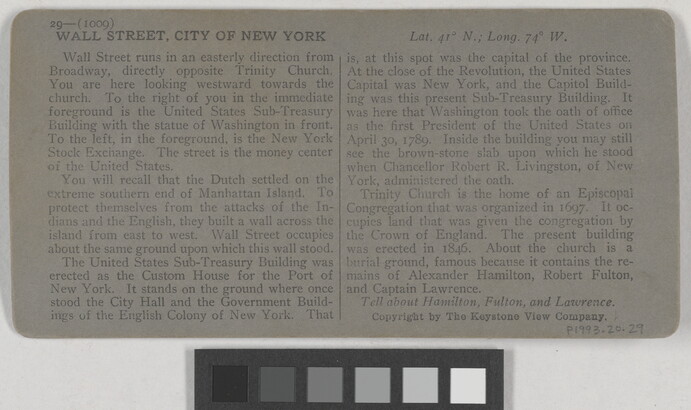 29—(1009)
WALL STREET, CITY OF NEW YORK
Lat. 41° N.; Long. 74° W.
Wall Street runs in an easterly direction from
Broadway, directly opposite Trinity Church.
You are here looking westward towards the
church. To the right of you in the immediate
foreground is the United States Sub-Treasury
Building with the statue of Washington in front.
To the left, in the foreground, is the New York
Stock Exchange. The street is the money center
of the United States.
You will recall that the Dutch settled on the
extreme southern end of Manhattan Island. To
protect themselves from the attacks of the In-
dians and the English, they built a wall across the
island from east to west. Wall Street occupies
about the same ground upon which this wall stood.
The United States Sub-Treasury Building was
erected as the Custom House for the Port of
New York. It stands on the ground where once
stood the City Hall and the Government Build-
ings of the English Colony of New York. That
is, at this spot was the capital of the province.
At the close of the Revolution, the United States
Capital was New York, and the Capitol Build-
ing was this present Sub-Treasury Building. It
was here that Washington took the oath of office
as the first President of the United States on
April 30, 1789. Inside the building you may still
see the brown-stone slab upon which he stood
when Chancellor Robert R. Livingston, of New
York, administered the oath.
Trinity Church is the home of an Episcopal
Congregation that was organized in 1697. It oc-
cupies land that was given the congregation by
the Crown of England. The present building
was erected in 1846. About the church is a
burial ground, famous because it contains the re-
mains of Alexander Hamilton, Robert Fulton,
and Captain Lawrence.
Tell about Hamilton, Fulton, and Lawrence.
Copyright by The Keystone View Company.
P1993.20.29